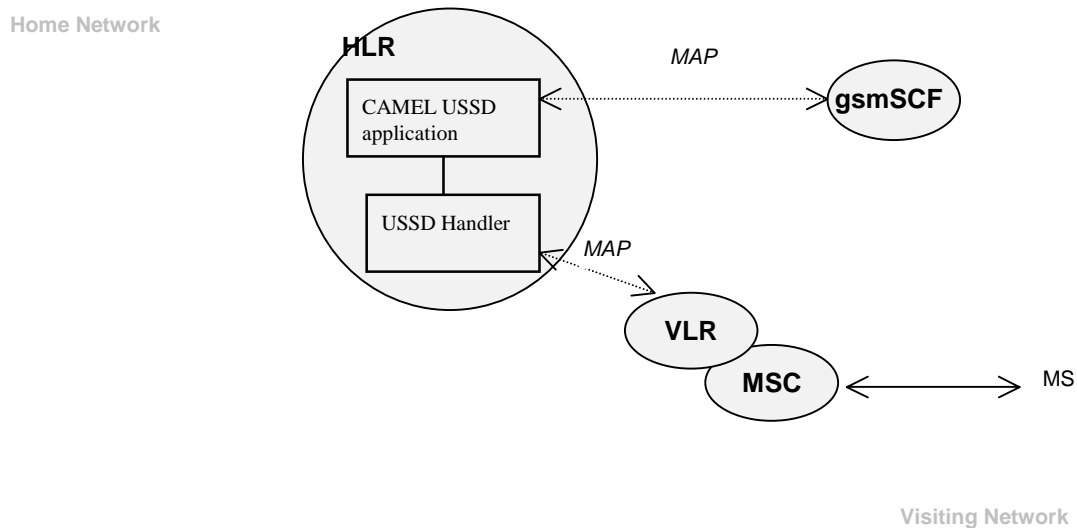 Home Network
HLR
MAP
gsmSCF
CAMEL USSD
application
USSD Handler
MAP
VLR
MSC
MS
Visiting Network